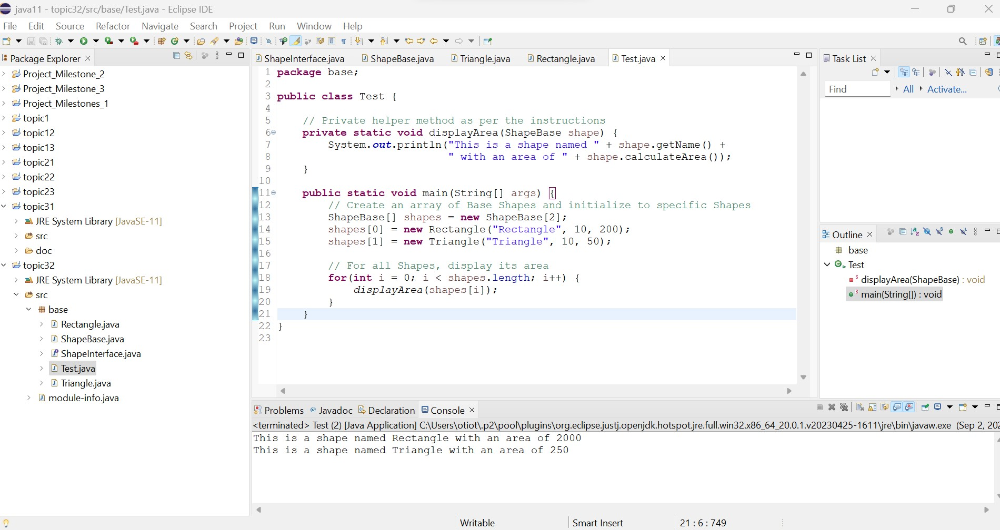 java11 - topic32/src/base/Test.java - Eclipse IDE
File Edit Source Refactor Navigate Search Project Run Window Help
Package Explorer
Project_Milestone_2
Project_Milestone_3
Project_Milestones_1
topic1
topic12
topic13
topic21
topic22
topic23
topic31
JRE System Library [JavaSE-11]
src
doc
topic32
JRE System Library [JavaSE-11]
src
base
Rectangle.java
ShapeBase.java
ShapeInterface.java
Test.java
Triangle.java
module-info.java
ShapeInterface.java ShapeBase.java Triangle.java Rectangle.java Test.java
1 package base;
2
3 public class Test {
4
5 // Private helper method as per the instructions
6 private static void displayArea(ShapeBase shape) {
7 System.out.println("This is a shape named " + shape.getName() +
8 " with an area of " + shape.calculateArea());
9 }
10
11 public static void main(String[] args) {
12 // Create an array of Base Shapes and initialize to specific Shapes
13 ShapeBase[] shapes = new ShapeBase[2];
14 shapes[0] = new Rectangle("Rectangle", 10, 200);
15 shapes[1] = new Triangle("Triangle", 10, 50);
16
17 // For all Shapes, display its area
18 for(int i = 0; i < shapes.length; i++) {
19 displayArea(shapes[i]);
20 }
21 }
22 }
23
Task List
Find All Activate...
Outline
base
Test
displayArea(ShapeBase) : void
main(String[]) : void
Problems Javadoc Declaration Console
<terminated> Test (2) [Java Application] C:\Users\otiot\.p2\pool\plugins\org.eclipse.justj.openjdk.hotspot.jre.full.win32.x86_64_20.0.1.v20230425-1611\jre\bin\javaw.exe (Sep 2, 202
This is a shape named Rectangle with an area of 2000
This is a shape named Triangle with an area of 250
Writable Smart Insert 21 : 6 : 749